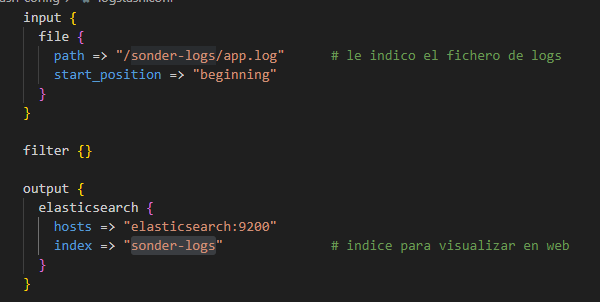 input {
file {
path => "/sonder-logs/app.log" # le indico el fichero de logs
start_position => "beginning"
}
}
filter {}
output {
elasticsearch {
hosts => "elasticsearch:9200"
index => "sonder-logs" # indice para visualizar en web
}
}